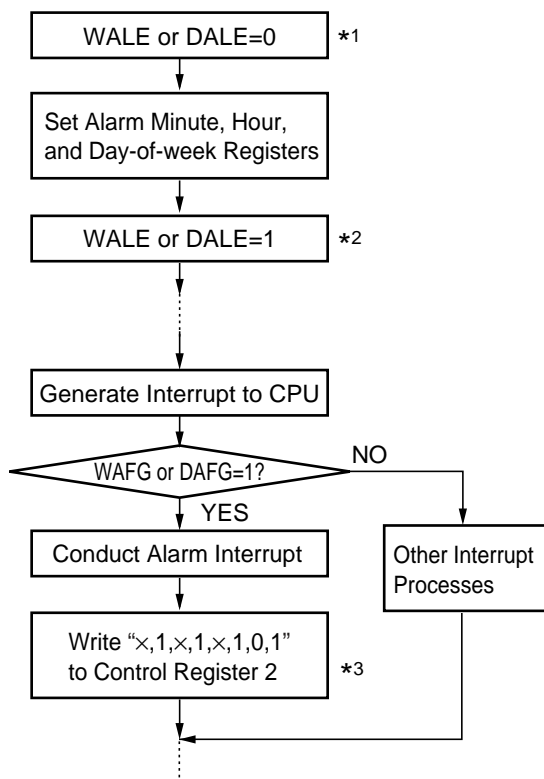 WALE or DALE=0
*1
Set Alarm Minute, Hour,
and Day-of-week Registers
WALE or DALE=1
*2
Generate Interrupt to CPU
WAFG or DAFG=1?
NO
YES
Conduct Alarm Interrupt
Other Interrupt
Processes
Write “×,1,×,1,×,1,0,1”
to Control Register 2
*3